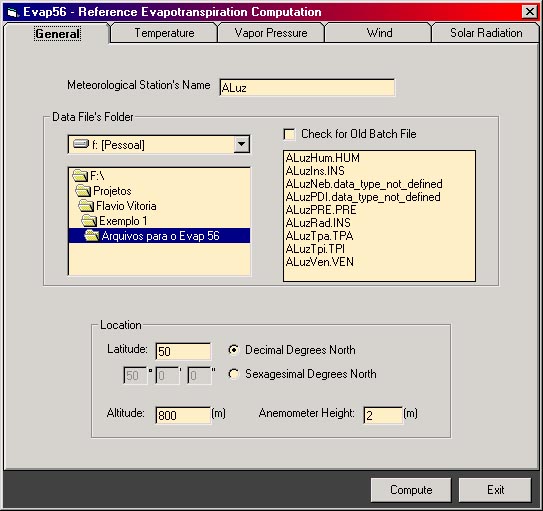 Evap56 - Reference Evapotranspiration Computation
General Temperature Vapor Pressure Wind Solar Radiation
Meteorological Station's Name ALuz
Data File's Folder
f: [Pessoal]
F:\
Projetos
Flavio Vitoria
Exemplo 1
Arquivos para o Evap 56
Check for Old Batch File
ALuzHum.HUM
ALuzIns.INS
ALuzNeb.data_type_not_defined
ALuzPDI.data_type_not_defined
ALuzPRE.PRE
ALuzRad.INS
ALuzTpa.TPA
ALuzTpi.TPI
ALuzVen.VEN
Location
Latitude: 50 Decimal Degrees North
50 ° 0 ' 0 " Sexagesimal Degrees North
Altitude: 800 (m) Anemometer Height: 2 (m)
Compute Exit